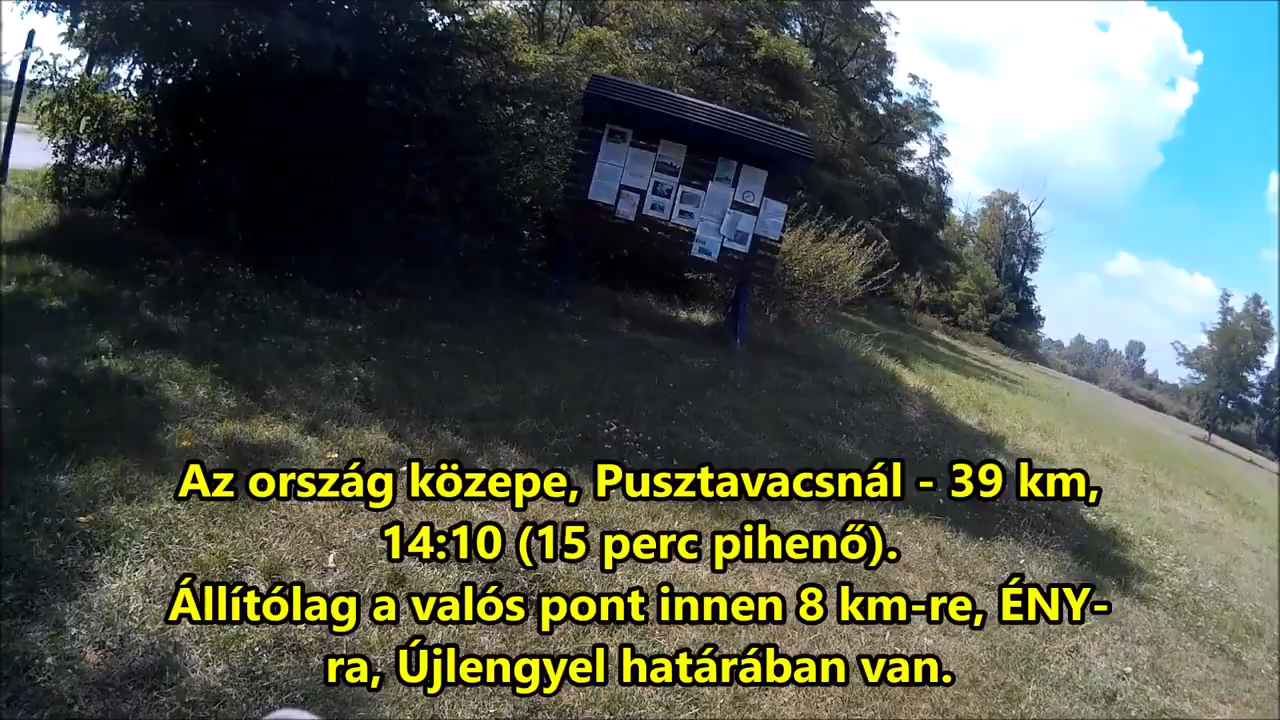 Az ország közepe, Pusztavacsnál - 39 km,
14:10 (15 perc pihenő).
Állítólag a valós pont innen 8 km-re, ÉNY-
ra, Újlengyel határában van.